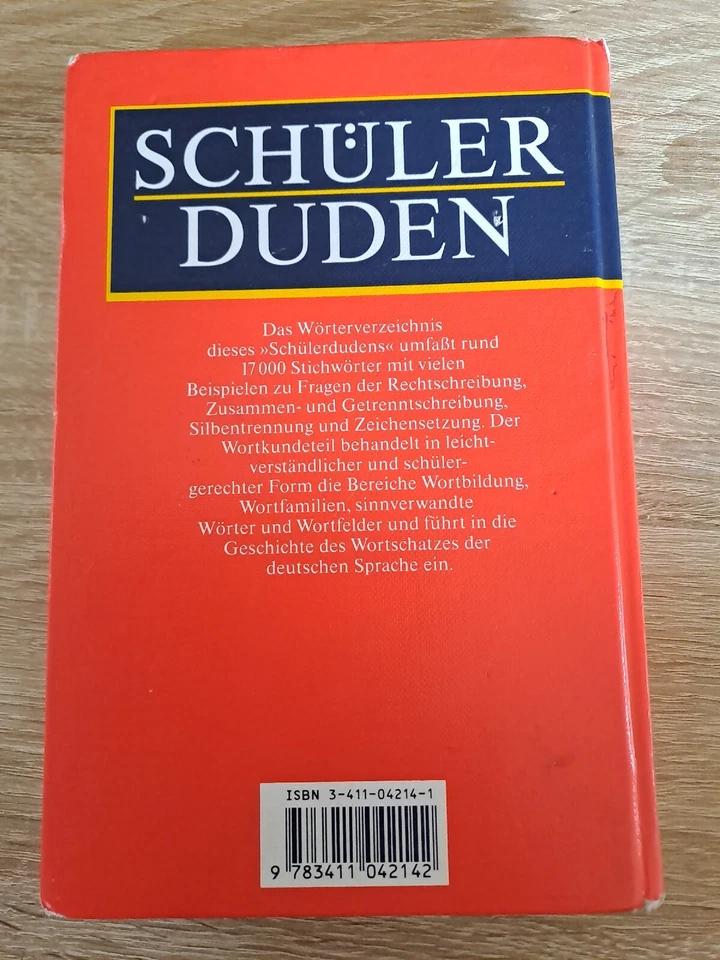 SCHÜLER
DUDEN
Das Wörterverzeichnis
dieses »Schülerdudens« umfaßt rund
17 000 Stichwörter mit vielen
Beispielen zu Fragen der Rechtschreibung,
Zusammen- und Getrenntschreibung,
Silbentrennung und Zeichensetzung. Der
Wortkundeteil behandelt in leicht-
verständlicher und schüler-
gerechter Form die Bereiche Wortbildung,
Wortfamilien, sinnverwandte
Wörter und Wortfelder und führt in die
Geschichte des Wortschatzes der
deutschen Sprache ein.
ISBN 3-411-04214-1
9 783411 042142